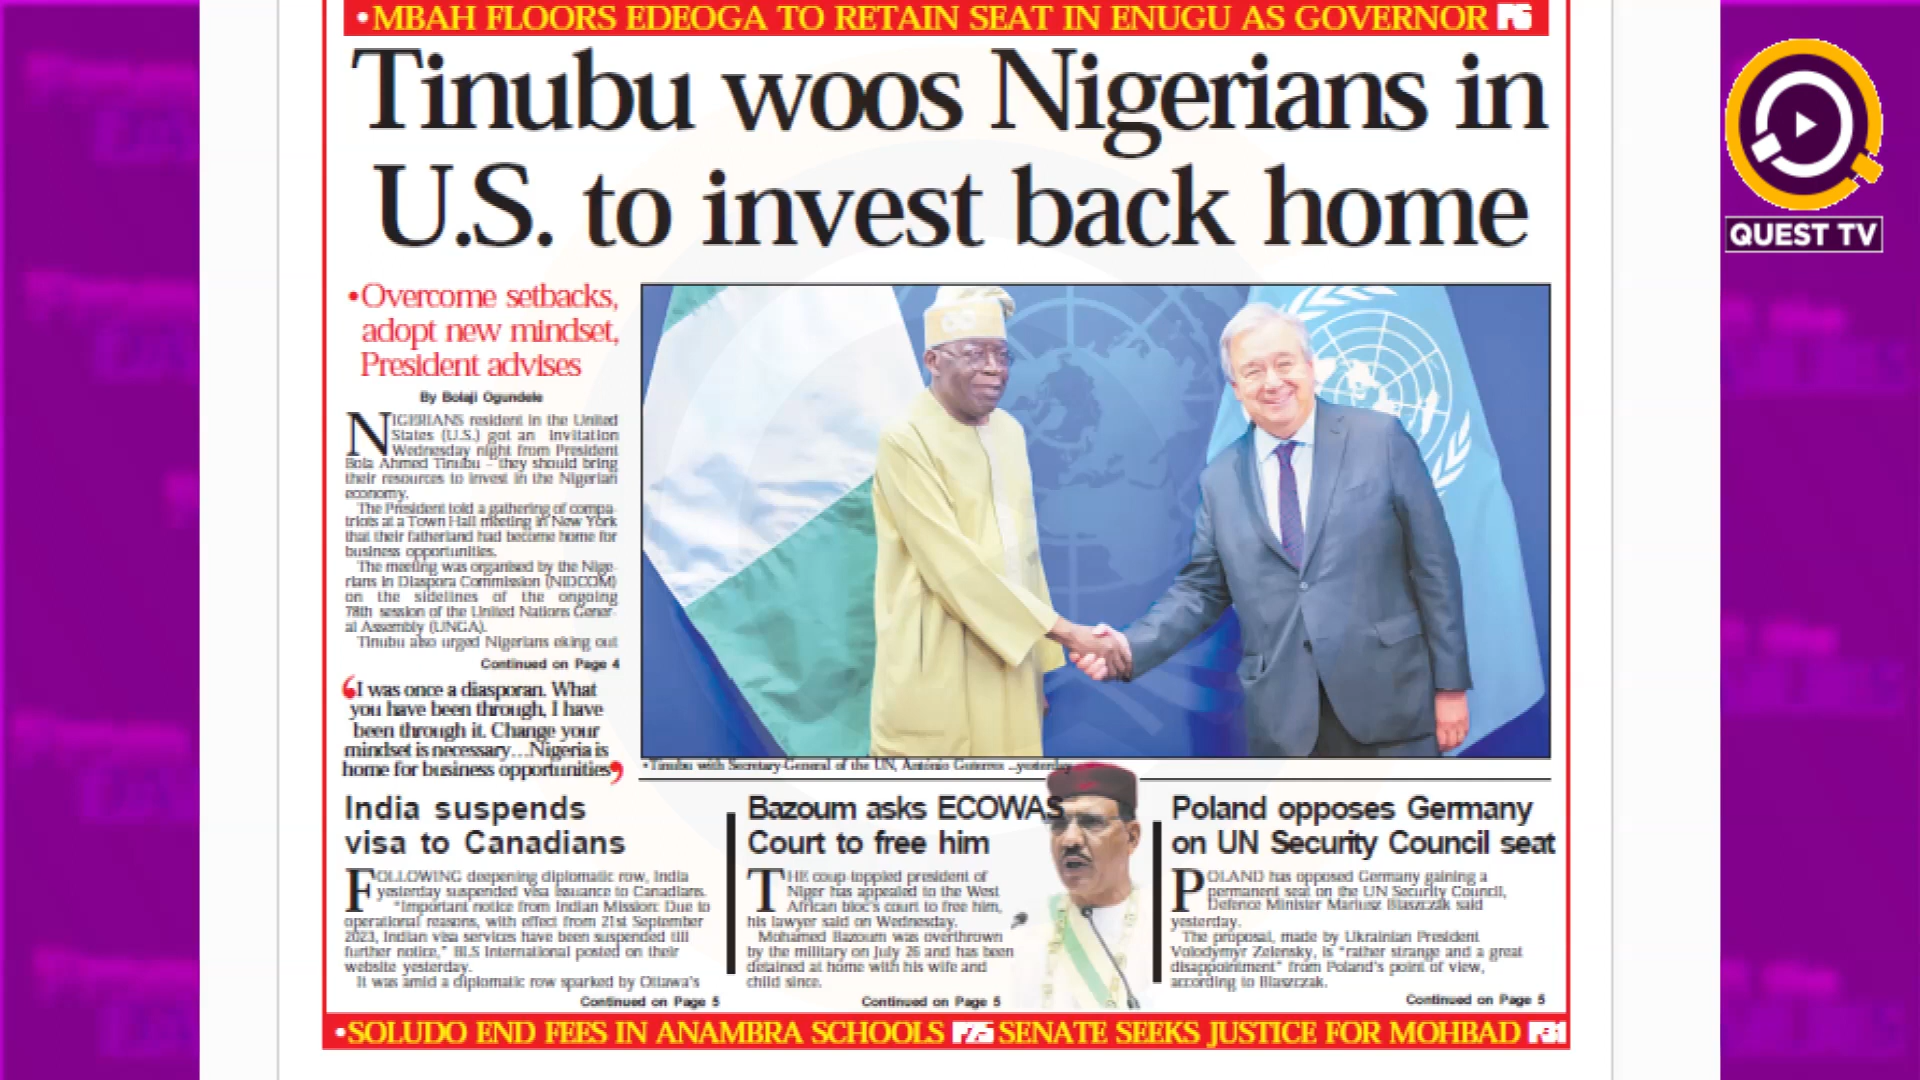 •MBAH FLOORS EDEOGA TO RETAIN SEAT IN ENUGU AS GOVERNOR P6
Tinubu woos Nigerians in
U.S. to invest back home
QUEST TV
•Overcome setbacks,
adopt new mindset,
President advises
By Bolaji Ogundele
NIGERIANS resident in the United
States (U.S.) got an invitation
Wednesday night from President
Bola Ahmed Tinubu – they should bring
their resources to invest in the Nigerian
economy.
The President told a gathering of compa-
triots at a Town Hall meeting in New York
that their fatherland had become home for
business opportunities.
The meeting was organised by the Nige-
rians in Diaspora Commission (NIDCOM)
on the sidelines of the ongoing
78th session of the United Nations Gener-
al Assembly (UNGA).
Tinubu also urged Nigerians eking out
Continued on Page 4
‘I was once a diasporan. What
you have been through, I have
been through it. Change your
mindset is necessary…Nigeria is
home for business opportunities’
•Tinubu with Secretary-General of the UN, António Guterres ...yesterday
India suspends
visa to Canadians
FOLLOWING deepening diplomatic row, India
yesterday suspended visa issuance to Canadians.
"Important notice from Indian Mission: Due to
operational reasons, with effect from 21st September
2023, Indian visa services have been suspended till
further notice," BLS International posted on their
website yesterday.
It was amid a diplomatic row sparked by Ottawa's
Continued on Page 5
Bazoum asks ECOWAS
Court to free him
THE coup-toppled president of
Niger has appealed to the West
African bloc's court to free him,
his lawyer said on Wednesday.
Mohamed Bazoum was overthrown
by the military on July 26 and has been
detained at home with his wife and
child since.
Continued on Page 5
Poland opposes Germany
on UN Security Council seat
POLAND has opposed Germany gaining a
permanent seat on the UN Security Council,
Defence Minister Mariusz Blaszczak said
yesterday.
The proposal, made by Ukrainian President
Volodymyr Zelensky, is "rather strange and a great
disappointment" from Poland's point of view,
according to Blaszczak.
Continued on Page 5
•SOLUDO END FEES IN ANAMBRA SCHOOLS P25 SENATE SEEKS JUSTICE FOR MOHBAD P31